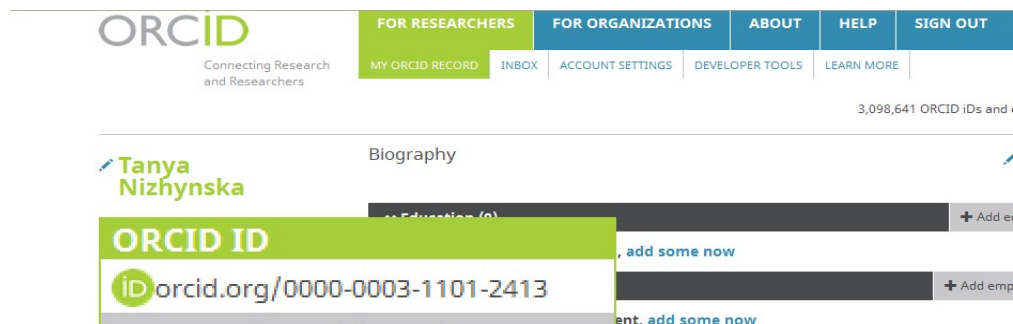 ORCID
Connecting Research
and Researchers
FOR RESEARCHERS
FOR ORGANIZATIONS
ABOUT
HELP
SIGN OUT
MY ORCID RECORD
INBOX
ACCOUNT SETTINGS
DEVELOPER TOOLS
LEARN MORE
3,098,641 ORCID iDs and
Tanya
Nizhynska
Biography
Education (0)
+ Add e
, add some now
ORCID ID
iD orcid.org/0000-0003-1101-2413
+ Add emp
ent, add some now